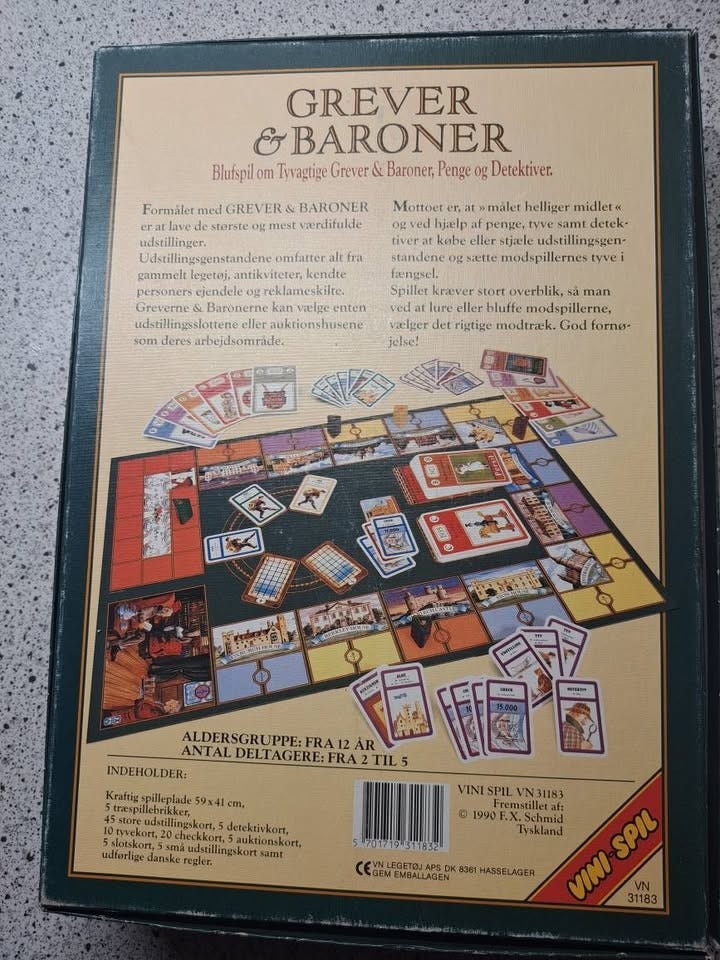 GREVER
& BARONER
Blufspil om Tyvagtige Grever & Baroner, Penge og Detektiver.
Formålet med GREVER & BARONER
er at lave de største og mest værdifulde
udstillinger.
Udstillingsgenstandene omfatter alt fra
gammelt legetøj, antikviteter, kendte
personers ejendele og reklameskilte.
Greverne & Baronerne kan vælge enten
udstillingsslottene eller auktionshusene
som deres arbejdsområde.
Mottoet er, at »målet helliger midlet«
og ved hjælp af penge, tyve samt detek-
tiver at købe eller stjæle udstillingsgen-
standene og sætte modspillernes tyve i
fængsel.
Spillet kræver stort overblik, så man
ved at lure eller bluffe modspillerne,
vælger det rigtige modtræk. God fornø-
jelse!
15.000
ALDERSGRUPPE: FRA 12 ÅR
ANTAL DELTAGERE: FRA 2 TIL 5
INDEHOLDER:
Kraftig spilleplade 59 x 41 cm,
5 træspillebrikker,
45 store udstillingskort, 5 detektivkort,
10 tyvekort, 20 checkkort, 5 auktionskort,
5 slotskort, 5 små udstillingskort samt
udførlige danske regler.
5 701719 311832
VINI SPIL VN 31183
Fremstillet af:
© 1990 F.X. Schmid
Tyskland
CE VN LEGETØJ APS DK 8361 HASSELAGER
GEM EMBALLAGEN
VINI-SPIL
VN
31183